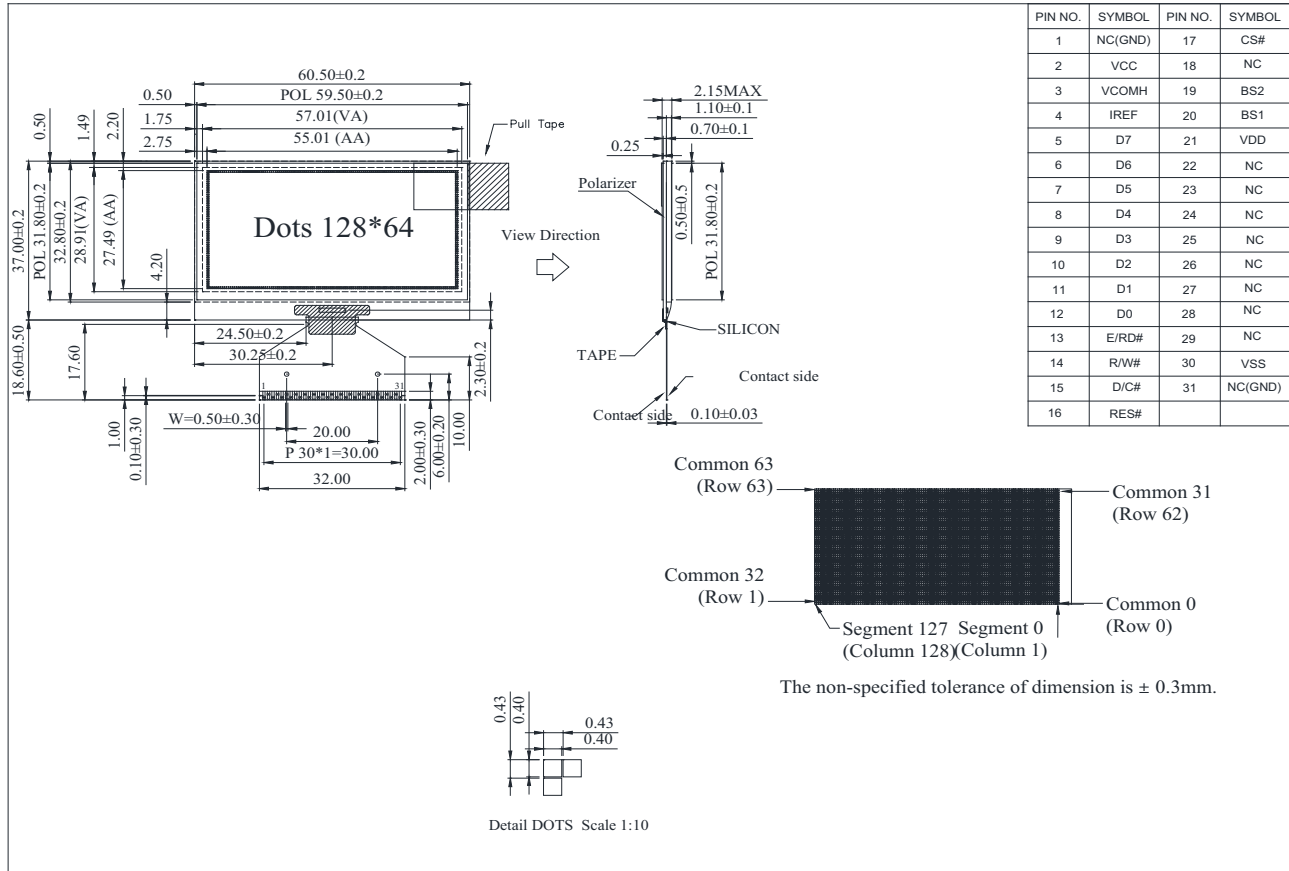 60.50±0.2
0.50
POL 59.50±0.2
1.75
57.01(VA)
2.75
55.01 (AA)
0.50
1.49
2.20
Pull Tape
37.00±0.2
POL 31.80±0.2
32.80±0.2
28.91(VA)
27.49 (AA)
4.20
Dots 128*64
View Direction
24.50±0.2
30.25±0.2
18.60±0.50
17.60
2.30±0.2
1
31
W=0.50±0.30
20.00
P 30*1=30.00
32.00
1.00
0.10±0.30
2.00±0.30
6.00±0.20
10.00
2.15MAX
1.10±0.1
0.70±0.1
0.25
Polarizer
0.50±0.5
POL 31.80±0.2
SILICON
TAPE
Contact side
Contact side
0.10±0.03
PIN NO. SYMBOL PIN NO. SYMBOL
1 NC(GND) 17 CS#
2 VCC 18 NC
3 VCOMH 19 BS2
4 IREF 20 BS1
5 D7 21 VDD
6 D6 22 NC
7 D5 23 NC
8 D4 24 NC
9 D3 25 NC
10 D2 26 NC
11 D1 27 NC
12 D0 28 NC
13 E/RD# 29 NC
14 R/W# 30 VSS
15 D/C# 31 NC(GND)
16 RES#
Common 63
(Row 63)
Common 31
(Row 62)
Common 32
(Row 1)
Common 0
(Row 0)
Segment 127 Segment 0
(Column 128)(Column 1)
The non-specified tolerance of dimension is ± 0.3mm.
0.43
0.40
0.43
0.40
Detail DOTS Scale 1:10